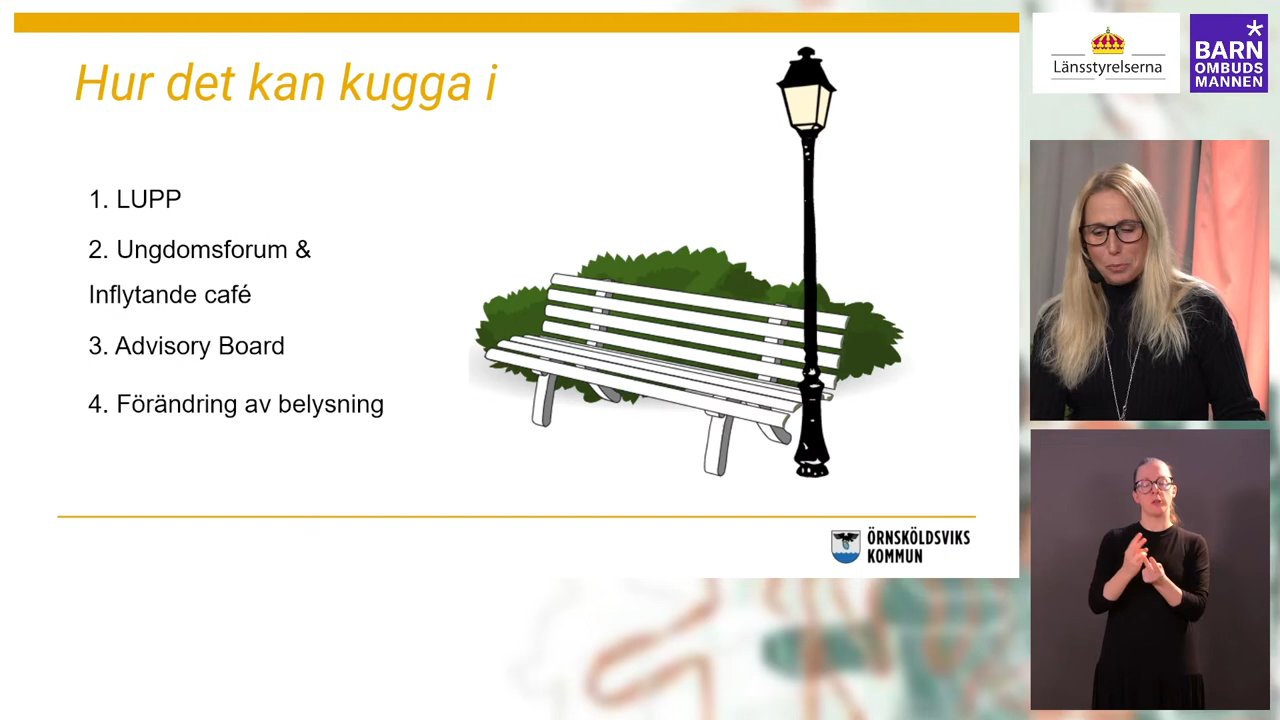 Hur det kan kugga i
1. LUPP
2. Ungdomsforum &
Inflytande café
3. Advisory Board
4. Förändring av belysning
ÖRNSKÖLDSVIKS
KOMMUN
Länsstyrelserna
BARN
OMBUDS
MANNEN